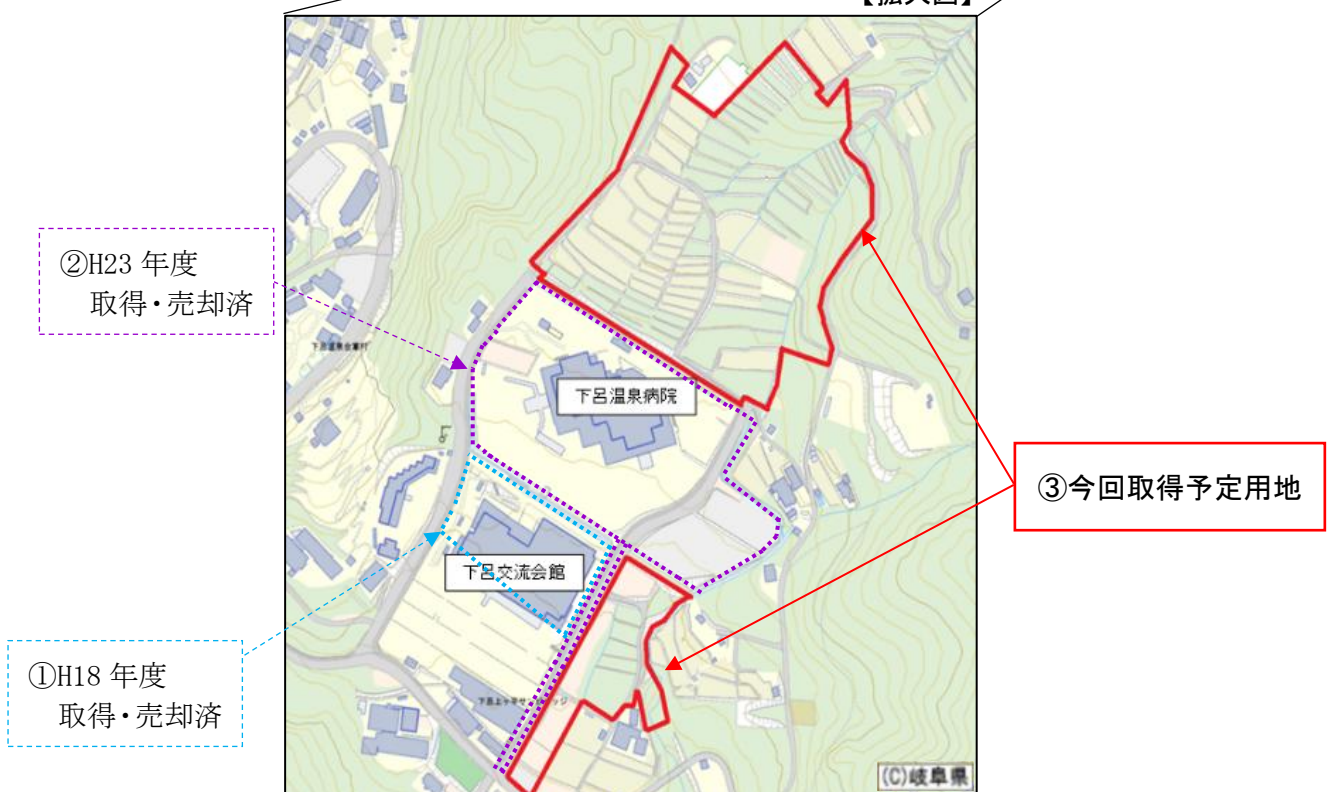 【拡大図】
②H23 年度
取得・売却済
下呂温泉病院
③今回取得予定用地
下呂交流会館
①H18 年度
取得・売却済
(C)岐阜県